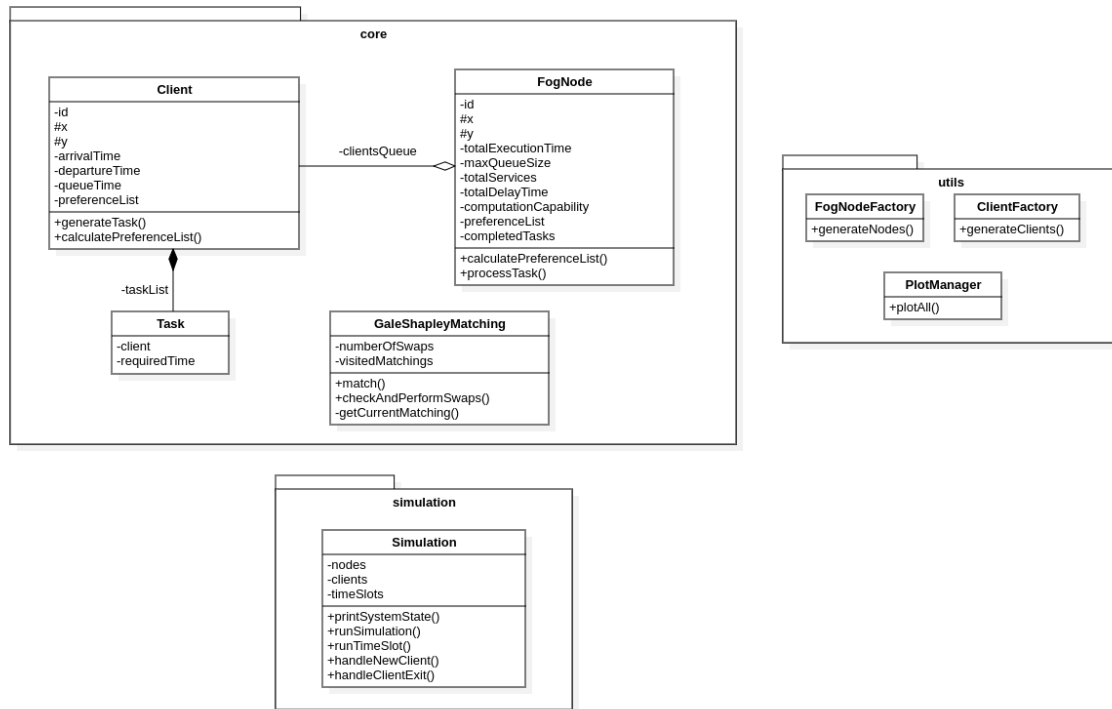 core
Client
-id
#x
#y
-arrivalTime
-departureTime
-queueTime
-preferenceList
+generateTask()
+calculatePreferenceList()
-clientsQueue
FogNode
-id
#x
#y
-totalExecutionTime
-maxQueueSize
-totalServices
-totalDelayTime
-computationCapability
-preferenceList
-completedTasks
+calculatePreferenceList()
+processTask()
-taskList
Task
-client
-requiredTime
GaleShapleyMatching
-numberOfSwaps
-visitedMatchings
+match()
+checkAndPerformSwaps()
-getCurrentMatching()
utils
FogNodeFactory
+generateNodes()
ClientFactory
+generateClients()
PlotManager
+plotAll()
simulation
Simulation
-nodes
-clients
-timeSlots
+printSystemState()
+runSimulation()
+runTimeSlot()
+handleNewClient()
+handleClientExit()